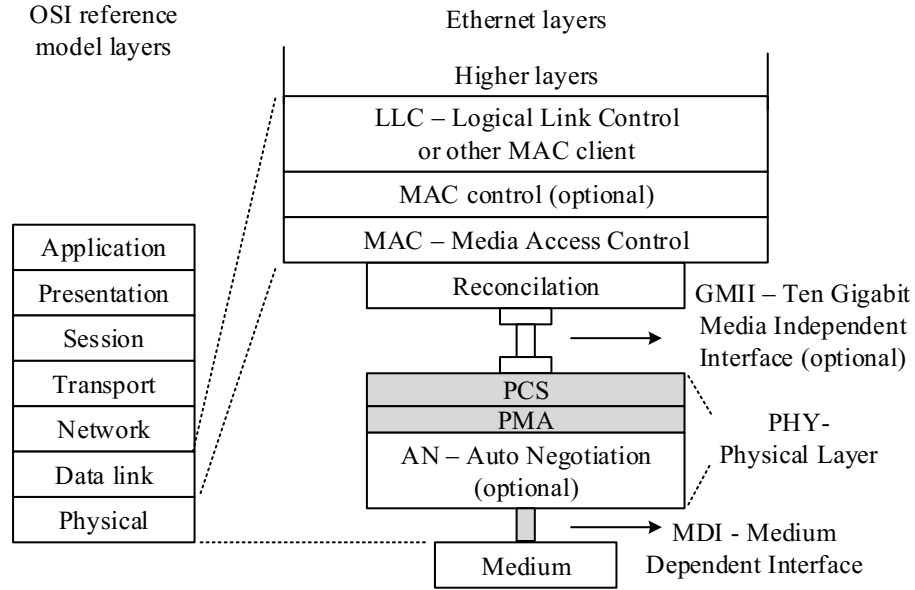 OSI reference
model layers
Ethernet layers
Higher layers
LLC – Logical Link Control
or other MAC client
MAC control (optional)
MAC – Media Access Control
Reconcilation
GMII – Ten Gigabit
Media Independent
Interface (optional)
PCS
PMA
AN – Auto Negotiation
(optional)
PHY-
Physical Layer
MDI - Medium
Dependent Interface
Medium
Application
Presentation
Session
Transport
Network
Data link
Physical